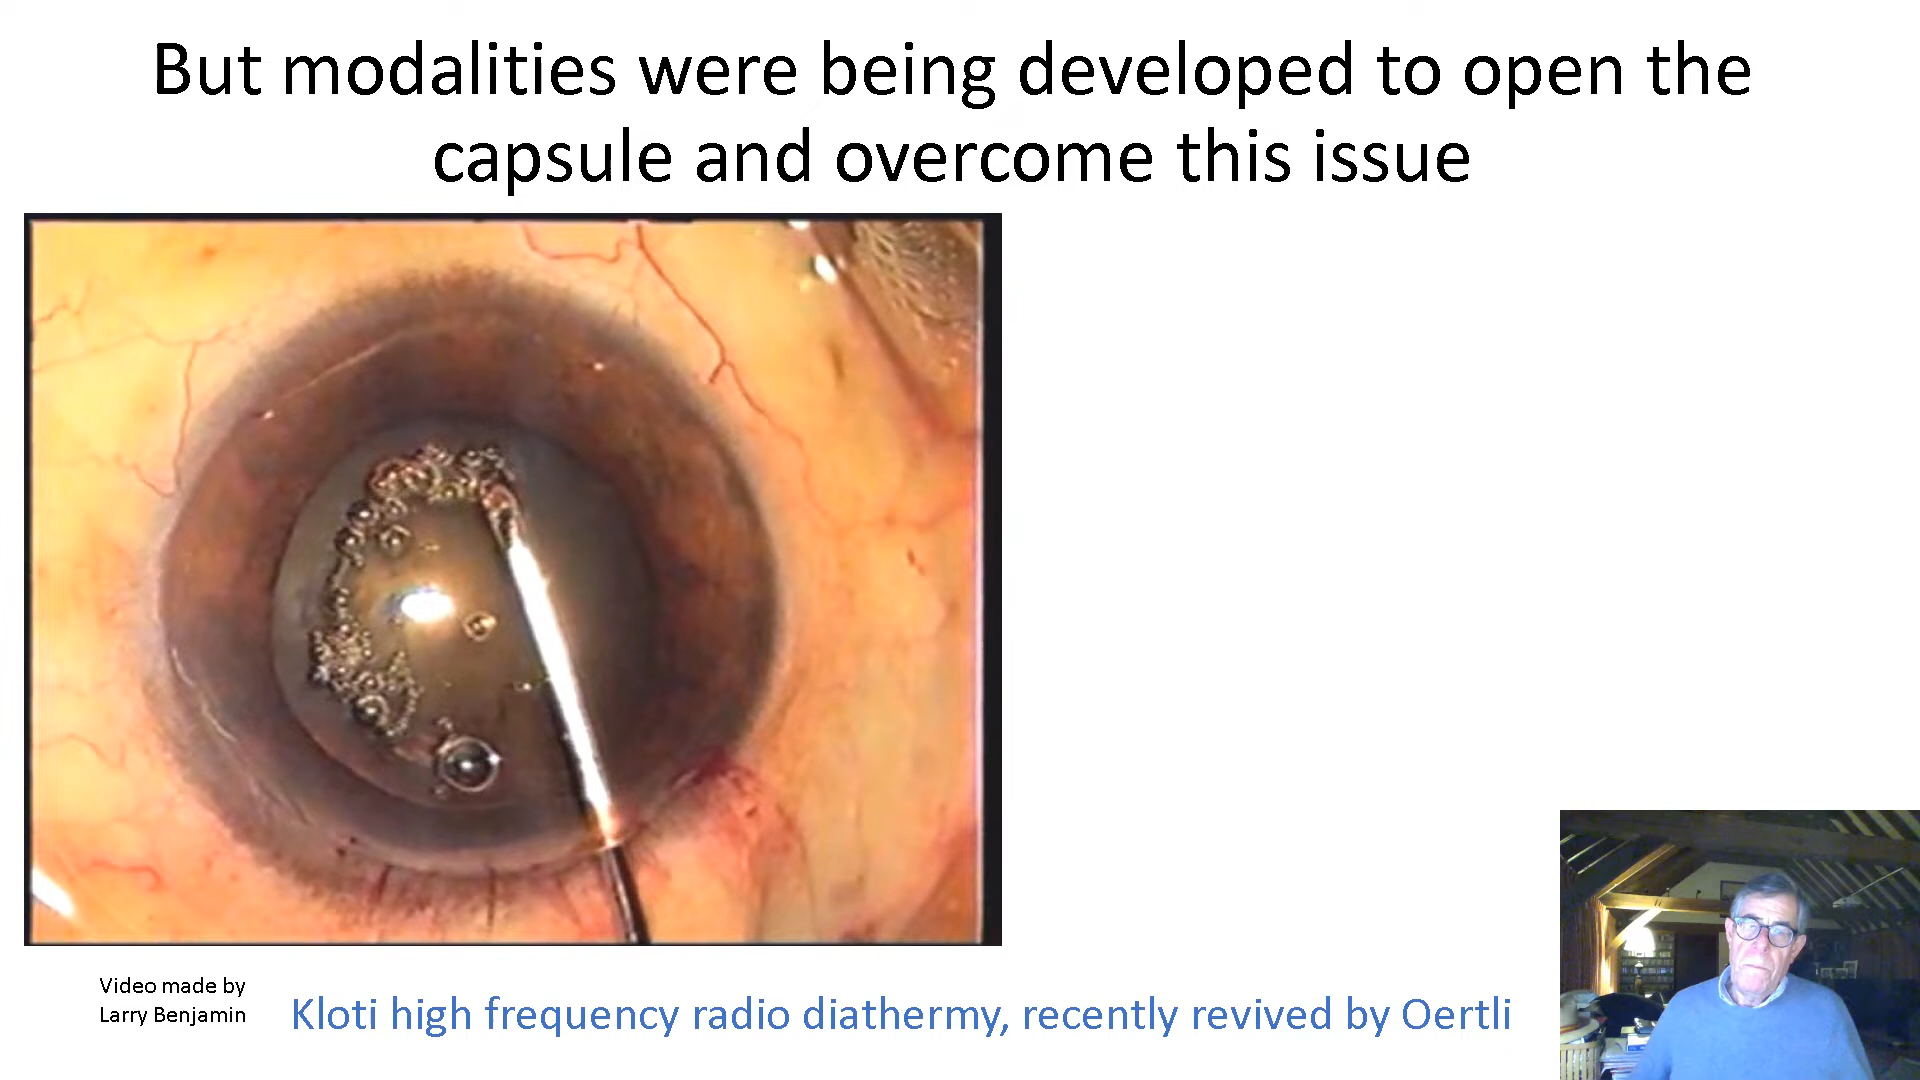 But modalities were being developed to open the
capsule and overcome this issue
Video made by
Larry Benjamin
Kloti high frequency radio diathermy, recently revived by Oertli